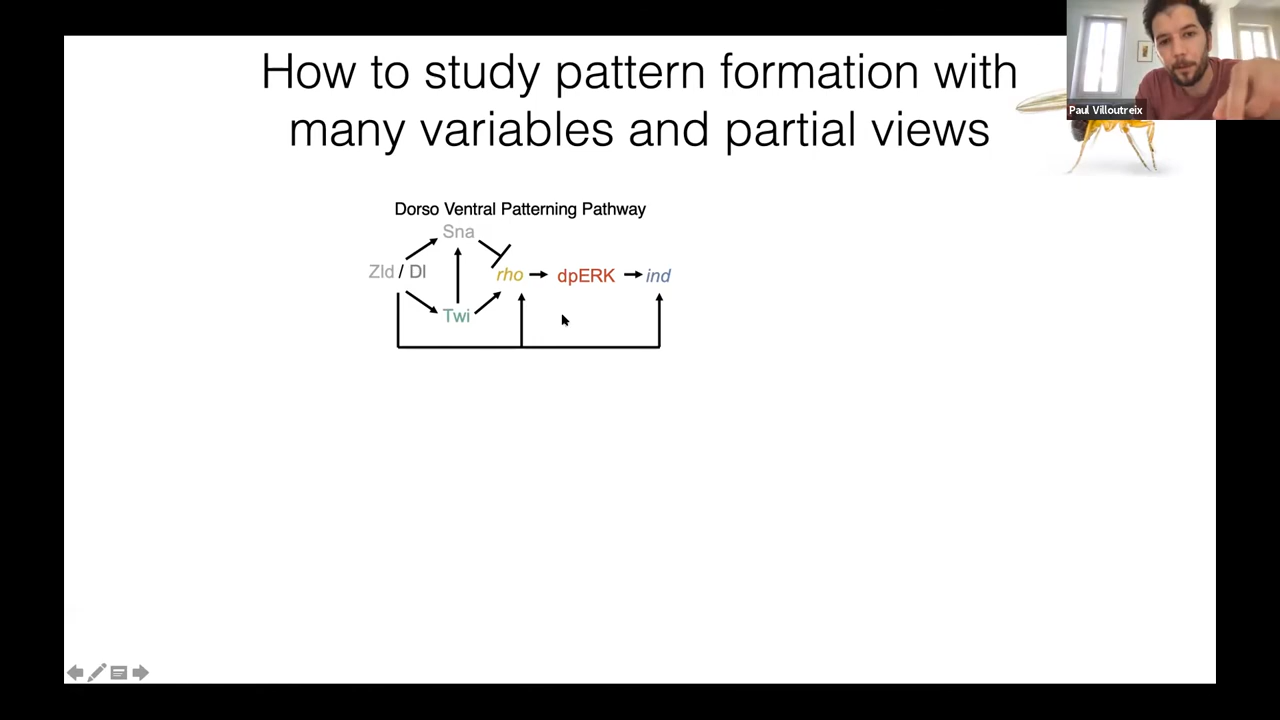 How to study pattern formation with
many variables and partial views
Paul Villoutreix
Dorso Ventral Patterning Pathway
Sna
Zld / Dl
rho
dpERK
ind
Twi